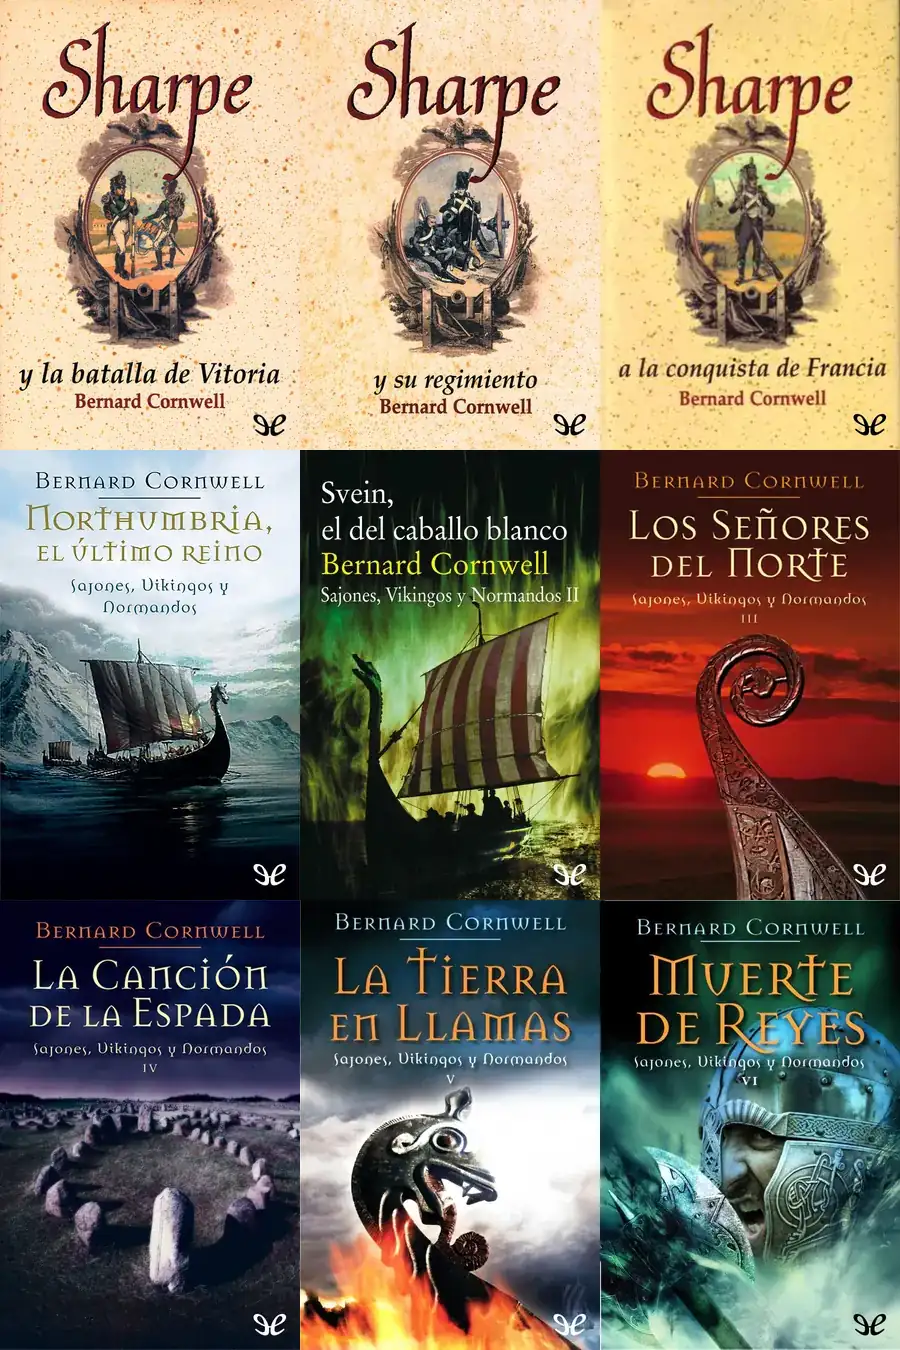 Sharpe
y la batalla de Vitoria
Bernard Cornwell
Sharpe
y su regimiento
Bernard Cornwell
Sharpe
a la conquista de Francia
Bernard Cornwell
BERNARD CORNWELL
NORTHUMBRIA,
EL ÚLTIMO REINO
Sajones, Vikingos y
Normandos
Svein,
el del caballo blanco
Bernard Cornwell
Sajones, Vikingos y Normandos II
BERNARD CORNWELL
LOS SEÑORES
DEL NORTE
Sajones, Vikingos y Normandos
III
BERNARD CORNWELL
LA CANCIÓN
DE LA ESPADA
Sajones, Vikingos y Normandos
IV
BERNARD CORNWELL
LA TIERRA
EN LLAMAS
Sajones, Vikingos y Normandos
V
BERNARD CORNWELL
MUERTE
DE REYES
Sajones, Vikingos y Normandos
VI